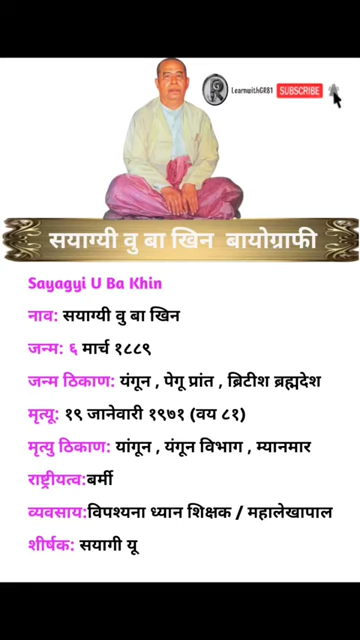 LearnwithGR81 SUBSCRIBE
सयाग्यी वु बा खिन बायोग्राफी
Sayagyi U Ba Khin
नाव: सयाग्यी वु बा खिन
जन्म: ६ मार्च १८८९
जन्म ठिकाण: यंगून , पेगू प्रांत , ब्रिटीश ब्रह्मदेश
मृत्यू: १९ जानेवारी १९७१ (वय ८१)
मृत्यु ठिकाण: यांगून , यंगून विभाग , म्यानमार
राष्ट्रीयत्व:बर्मी
व्यवसाय:विपश्यना ध्यान शिक्षक / महालेखापाल
शीर्षक: सयागी यू